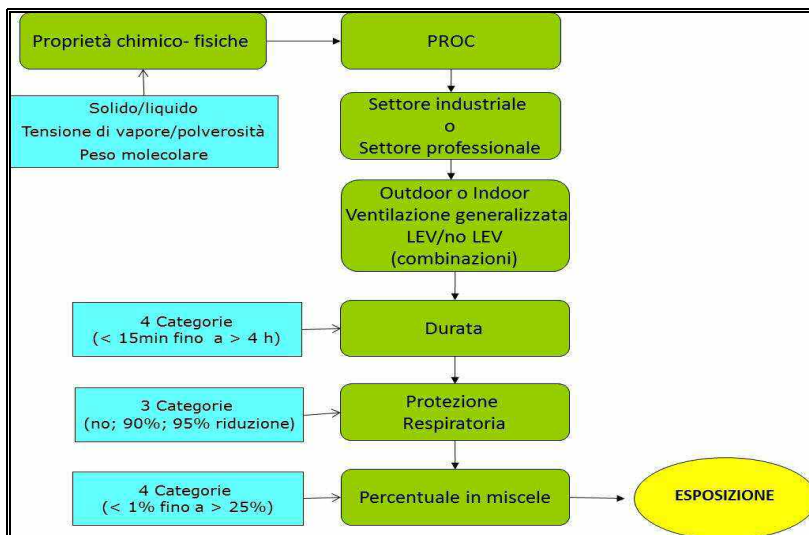 Proprietà chimico- fisiche
PROC
Solido/liquido
Tensione di vapore/polverosità
Peso molecolare
Settore industriale
o
Settore professionale
Outdoor o Indoor
Ventilazione generalizzata
LEV/no LEV
(combinazioni)
4 Categorie
(< 15min fino  a > 4 h)
Durata
3 Categorie
(no; 90%; 95% riduzione)
Protezione
Respiratoria
4 Categorie
(< 1% fino a > 25%)
Percentuale in miscele
ESPOSIZIONE